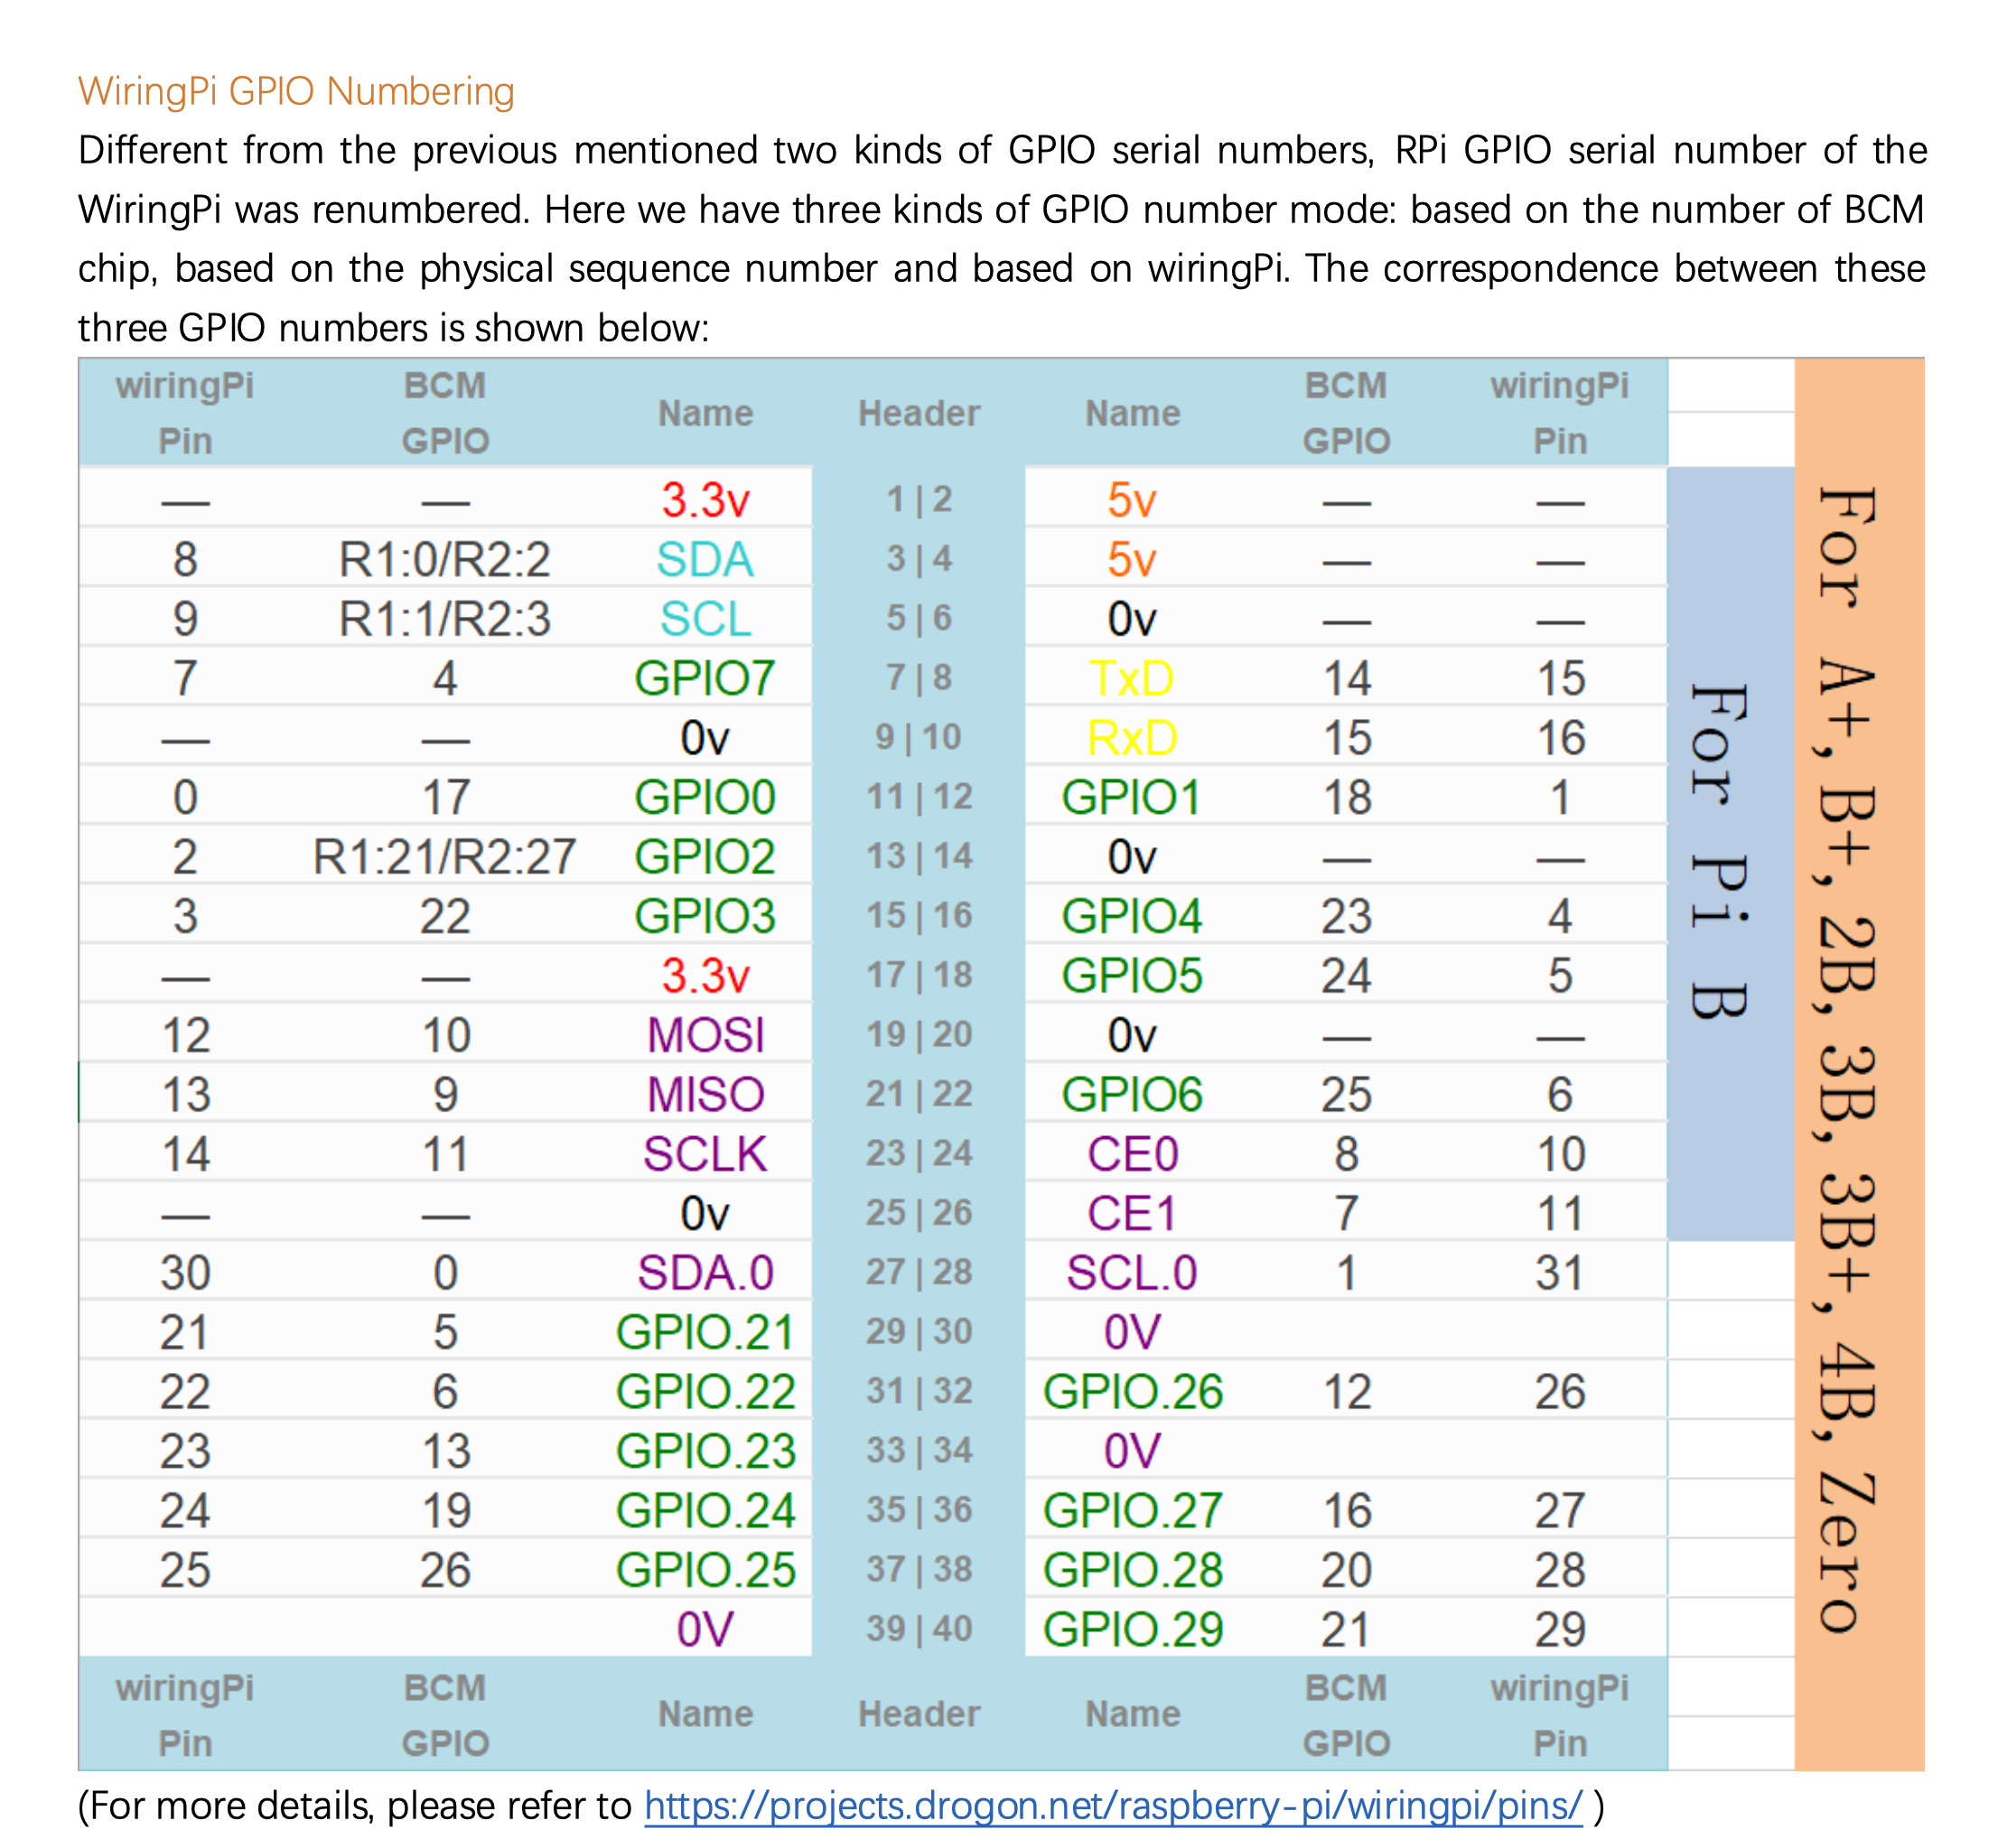 WiringPi GPIO Numbering
Different from the previous mentioned two kinds of GPIO serial numbers, RPi GPIO serial number of the
WiringPi was renumbered. Here we have three kinds of GPIO number mode: based on the number of BCM
chip, based on the physical sequence number and based on wiringPi. The correspondence between these
three GPIO numbers is shown below:
wiringPi Pin BCM GPIO Name Header Name BCM GPIO wiringPi Pin
— — 3.3v 1 | 2 5v — —
8 R1:0/R2:2 SDA 3 | 4 5v — —
9 R1:1/R2:3 SCL 5 | 6 0v — —
7 4 GPIO7 7 | 8 TxD 14 15
— — 0v 9 | 10 RxD 15 16
0 17 GPIO0 11 | 12 GPIO1 18 1
2 R1:21/R2:27 GPIO2 13 | 14 0v — —
3 22 GPIO3 15 | 16 GPIO4 23 4
— — 3.3v 17 | 18 GPIO5 24 5
12 10 MOSI 19 | 20 0v — —
13 9 MISO 21 | 22 GPIO6 25 6
14 11 SCLK 23 | 24 CE0 8 10
— — 0v 25 | 26 CE1 7 11
30 0 SDA.0 27 | 28 SCL.0 1 31
21 5 GPIO.21 29 | 30 0V
22 6 GPIO.22 31 | 32 GPIO.26 12 26
23 13 GPIO.23 33 | 34 0V
24 19 GPIO.24 35 | 36 GPIO.27 16 27
25 26 GPIO.25 37 | 38 GPIO.28 20 28
0V 39 | 40 GPIO.29 21 29
wiringPi Pin BCM GPIO Name Header Name BCM GPIO wiringPi Pin
For Pi B
For A+, B+, 2B, 3B, 3B+, 4B, Zero
(For more details, please refer to https://projects.drogon.net/raspberry-pi/wiringpi/pins/ )